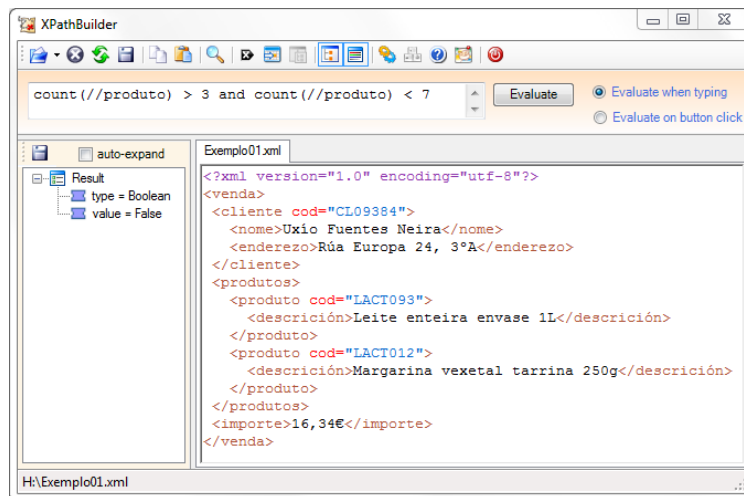 XPathBuilder
count(//produto) > 3 and count(//produto) < 7
Evaluate
Evaluate when typing
Evaluate on button click
auto-expand
Result
type = Boolean
value = False
Exemplo01.xml
<?xml version="1.0" encoding="utf-8"?>
<venda>
<cliente cod="CL09384">
<nome>Uxío Fuentes Neira</nome>
<enderezo>Rúa Europa 24, 3ºA</enderezo>
</cliente>
<produtos>
<produto cod="LACT093">
<descrición>Leite enteira envase 1L</descrición>
</produto>
<produto cod="LACT012">
<descrición>Margarina vexetal tarrina 250g</descrición>
</produto>
</produtos>
<importe>16,34€</importe>
</venda>
H:\Exemplo01.xml